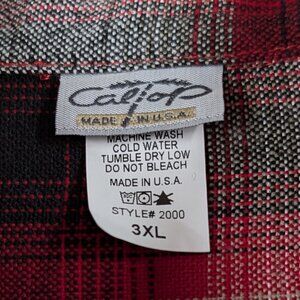 CalTop
MADE IN U.S.A.
MACHINE WASH
COLD WATER
TUMBLE DRY LOW
DO NOT BLEACH
MADE IN U.S.A.
STYLE# 2000
3XL